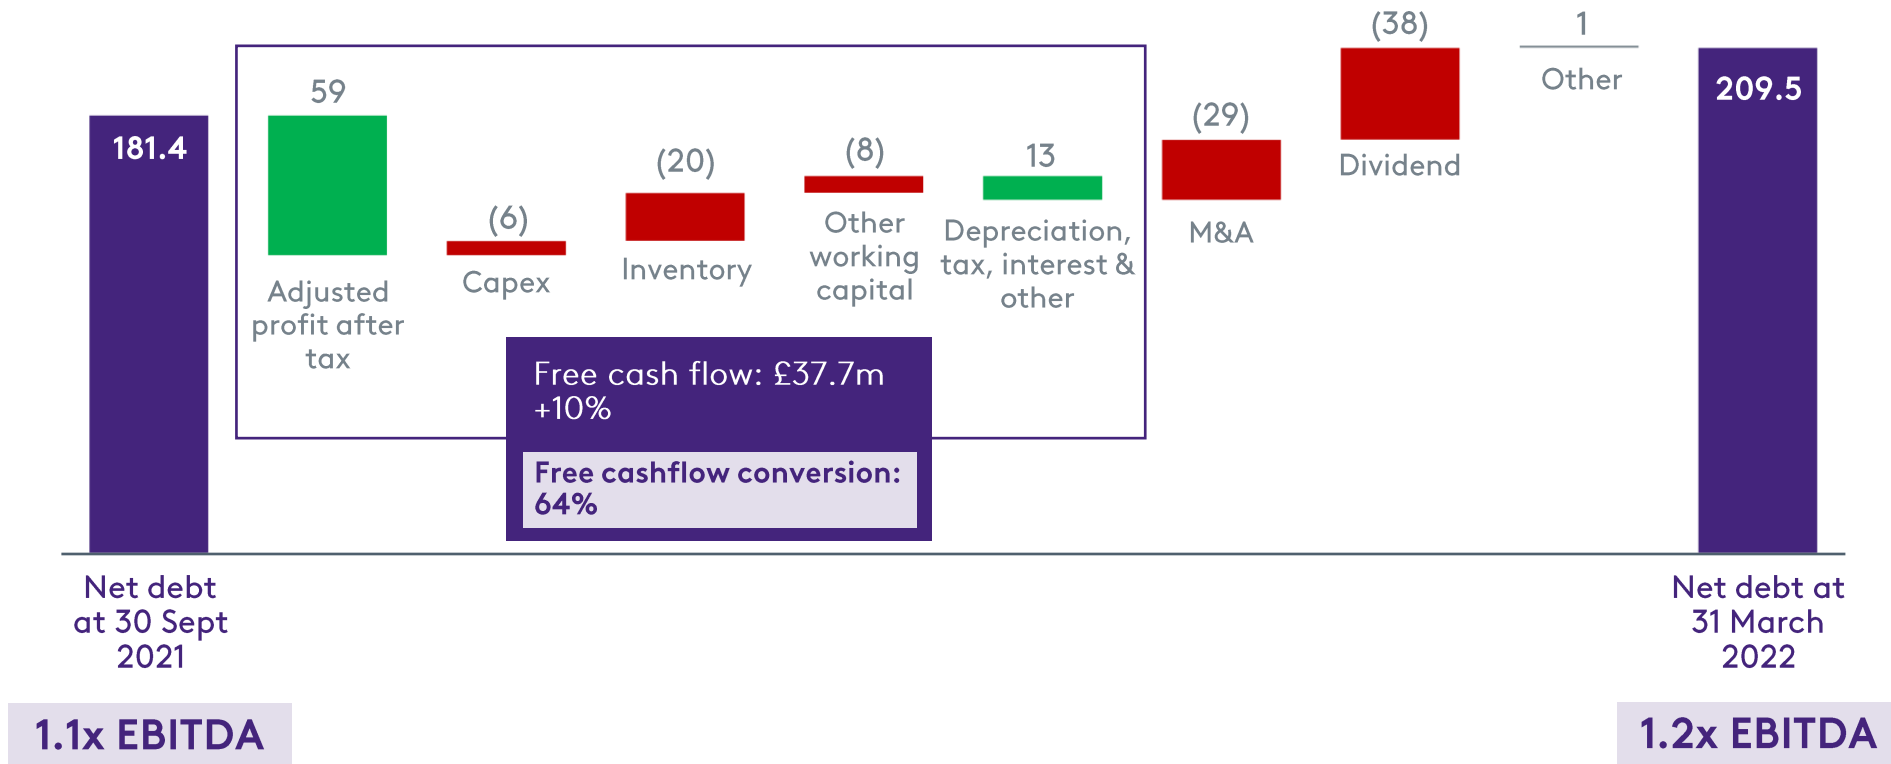 181.4
59
Adjusted
profit after
tax
(6)
Capex
(20)
Inventory
(8)
Other
working
capital
13
Depreciation,
tax, interest &
other
(29)
M&A
(38)
Dividend
1
Other
209.5
Free cash flow: £37.7m
+10%
Free cashflow conversion:
64%
Net debt
at 30 Sept
2021
Net debt at
31 March
2022
1.1x EBITDA
1.2x EBITDA